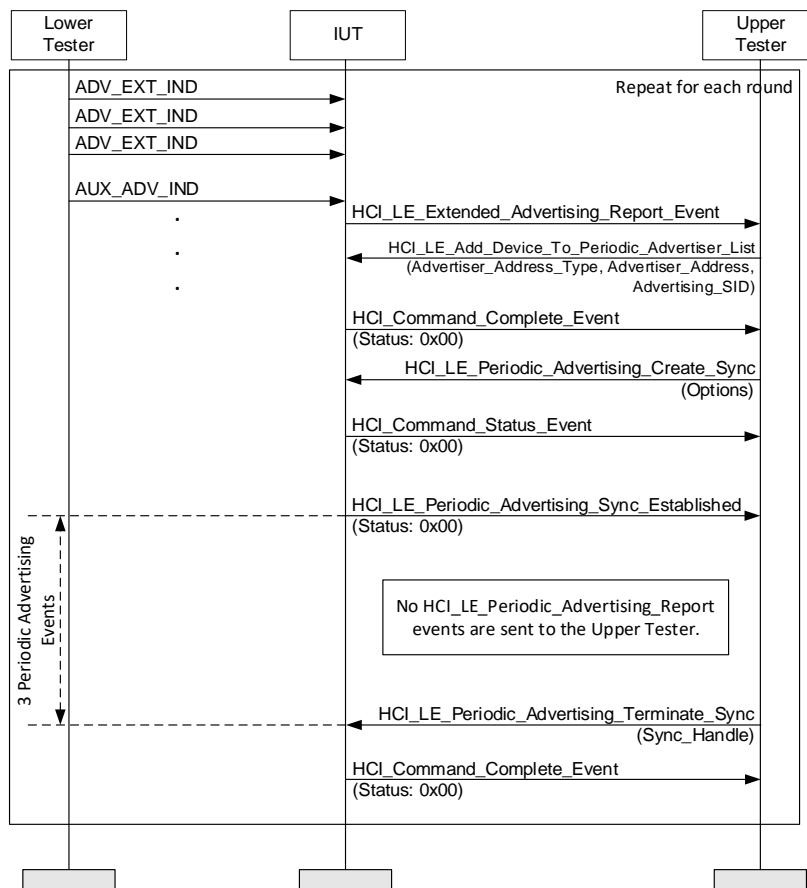 Lower
Tester
IUT
Upper
Tester
Repeat for each round
ADV_EXT_IND
ADV_EXT_IND
ADV_EXT_IND
AUX_ADV_IND
.
.
.
HCI_LE_Extended_Advertising_Report_Event
HCI_LE_Add_Device_To_Periodic_Advertiser_List
(Advertiser_Address_Type, Advertiser_Address,
Advertising_SID)
HCI_Command_Complete_Event
(Status: 0x00)
HCI_LE_Periodic_Advertising_Create_Sync
(Options)
HCI_Command_Status_Event
(Status: 0x00)
HCI_LE_Periodic_Advertising_Sync_Established
(Status: 0x00)
3 Periodic Advertising
Events
No HCI_LE_Periodic_Advertising_Report
events are sent to the Upper Tester.
HCI_LE_Periodic_Advertising_Terminate_Sync
(Sync_Handle)
HCI_Command_Complete_Event
(Status: 0x00)